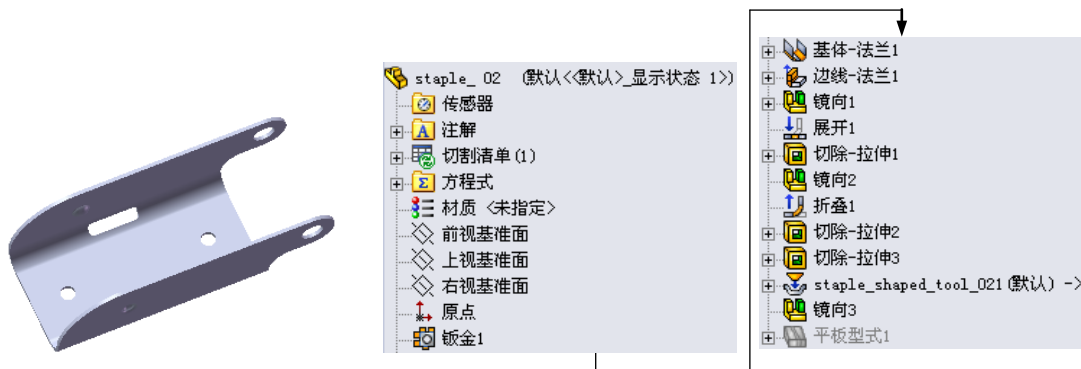 staple_ 02   (默认<<默认>_显示状态 1>)
传感器
注解
切割清单(1)
方程式
材质 <未指定>
前视基准面
上视基准面
右视基准面
原点
钣金1
基体-法兰1
边线-法兰1
镜向1
展开1
切除-拉伸1
镜向2
折叠1
切除-拉伸2
切除-拉伸3
staple_shaped_tool_021(默认) ->
镜向3
平板型式1